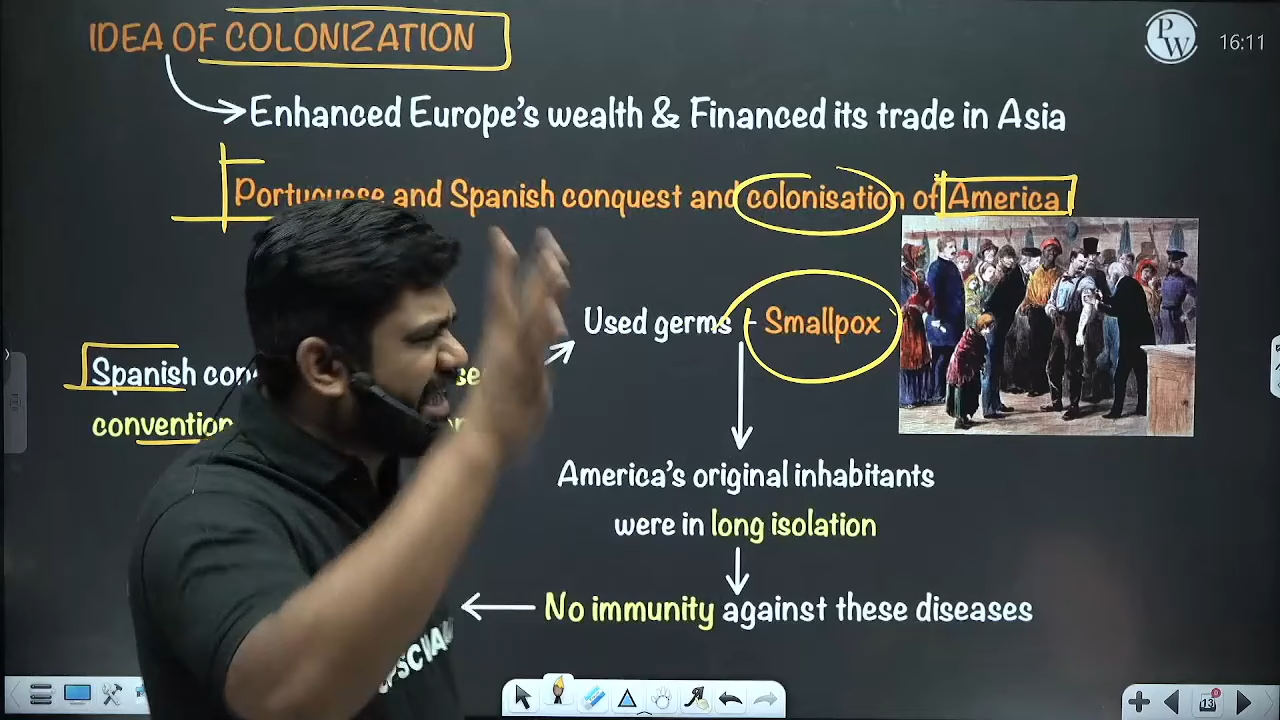 IDEA OF COLONIZATION
PW
16:11
Enhanced Europe's wealth & Financed its trade in Asia
Portuguese and Spanish conquest and colonisation of America
Used germs - Smallpox
Spanish
convention
America's original inhabitants
were in long isolation
No immunity against these diseases
13